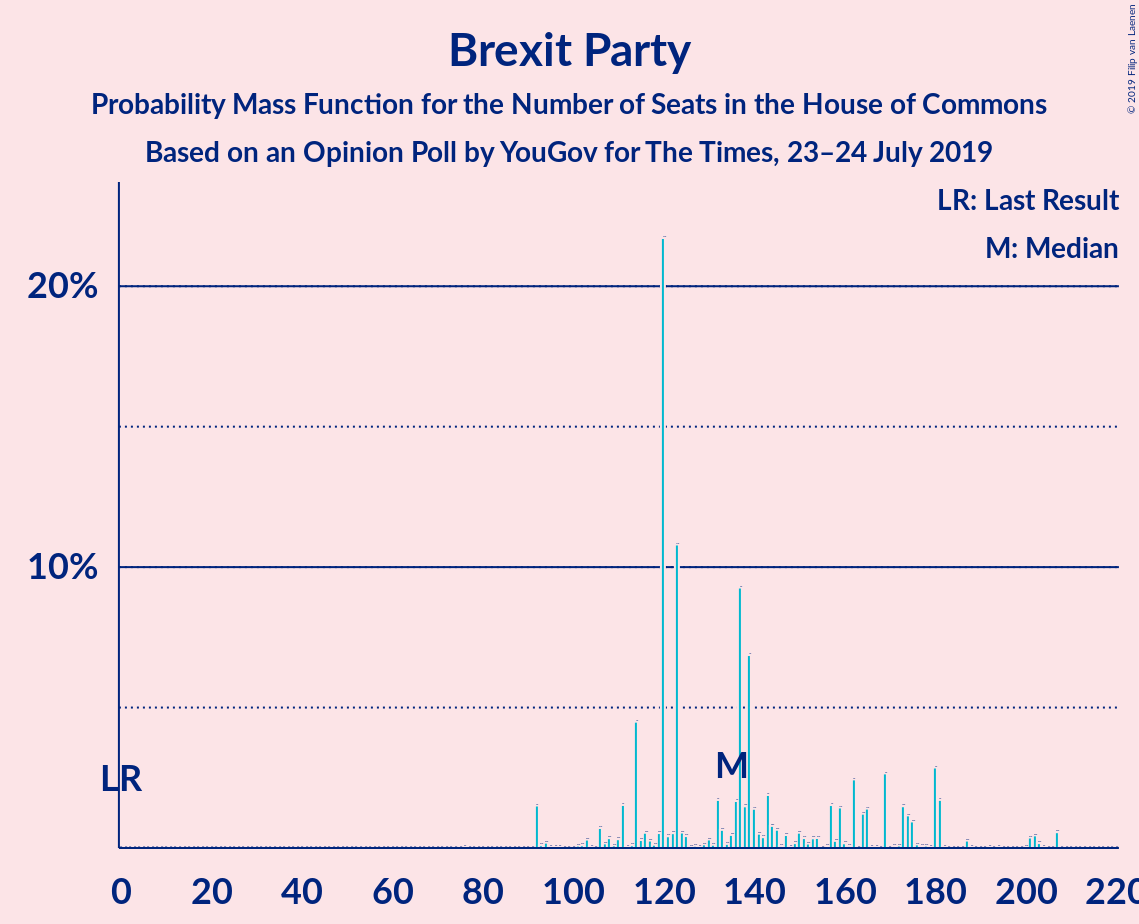 Brexit Party
Probability Mass Function for the Number of Seats in the House of Commons
Based on an Opinion Poll by YouGov for The Times, 23–24 July 2019
© 2019 Filip van Laenen
LR: Last Result
M: Median
20%
10%
LR
M
0 20 40 60 80 100 120 140 160 180 200 220